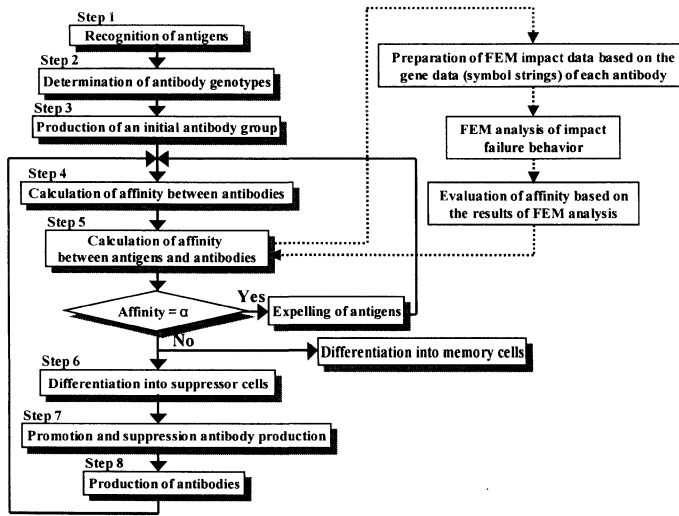 Step 1
Recognition of antigens
Step 2
Determination of antibody genotypes
Step 3
Production of an initial antibody group
Step 4
Calculation of affinity between antibodies
Step 5
Calculation of affinity
between antigens and antibodies
Affinity = α
Yes
Expelling of antigens
No
Differentiation into memory cells
Step 6
Differentiation into suppressor cells
Step 7
Promotion and suppression antibody production
Step 8
Production of antibodies
Preparation of FEM impact data based on the
gene data (symbol strings) of each antibody
FEM analysis of impact
failure behavior
Evaluation of affinity based on
the results of FEM analysis